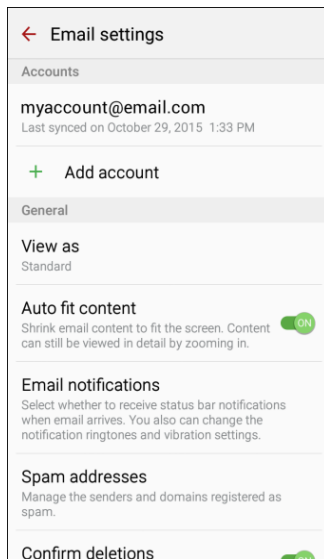 Email settings
Accounts
myaccount@email.com
Last synced on October 29, 2015 1:33 PM
+ Add account
General
View as
Standard
Auto fit content
Shrink email content to fit the screen. Content
can still be viewed in detail by zooming in.
ON
Email notifications
Select whether to receive status bar notifications
when email arrives. You also can change the
notification ringtones and vibration settings.
Spam addresses
Manage the senders and domains registered as
spam.
Confirm deletions
ON